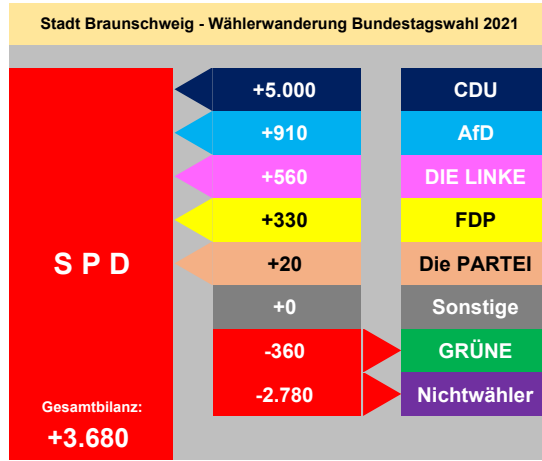 Stadt Braunschweig - Wählerwanderung Bundestagswahl 2021
+5.000 CDU
+910 AfD
+560 DIE LINKE
+330 FDP
S P D +20 Die PARTEI
+0 Sonstige
-360 GRÜNE
-2.780 Nichtwähler
Gesamtbilanz:
+3.680